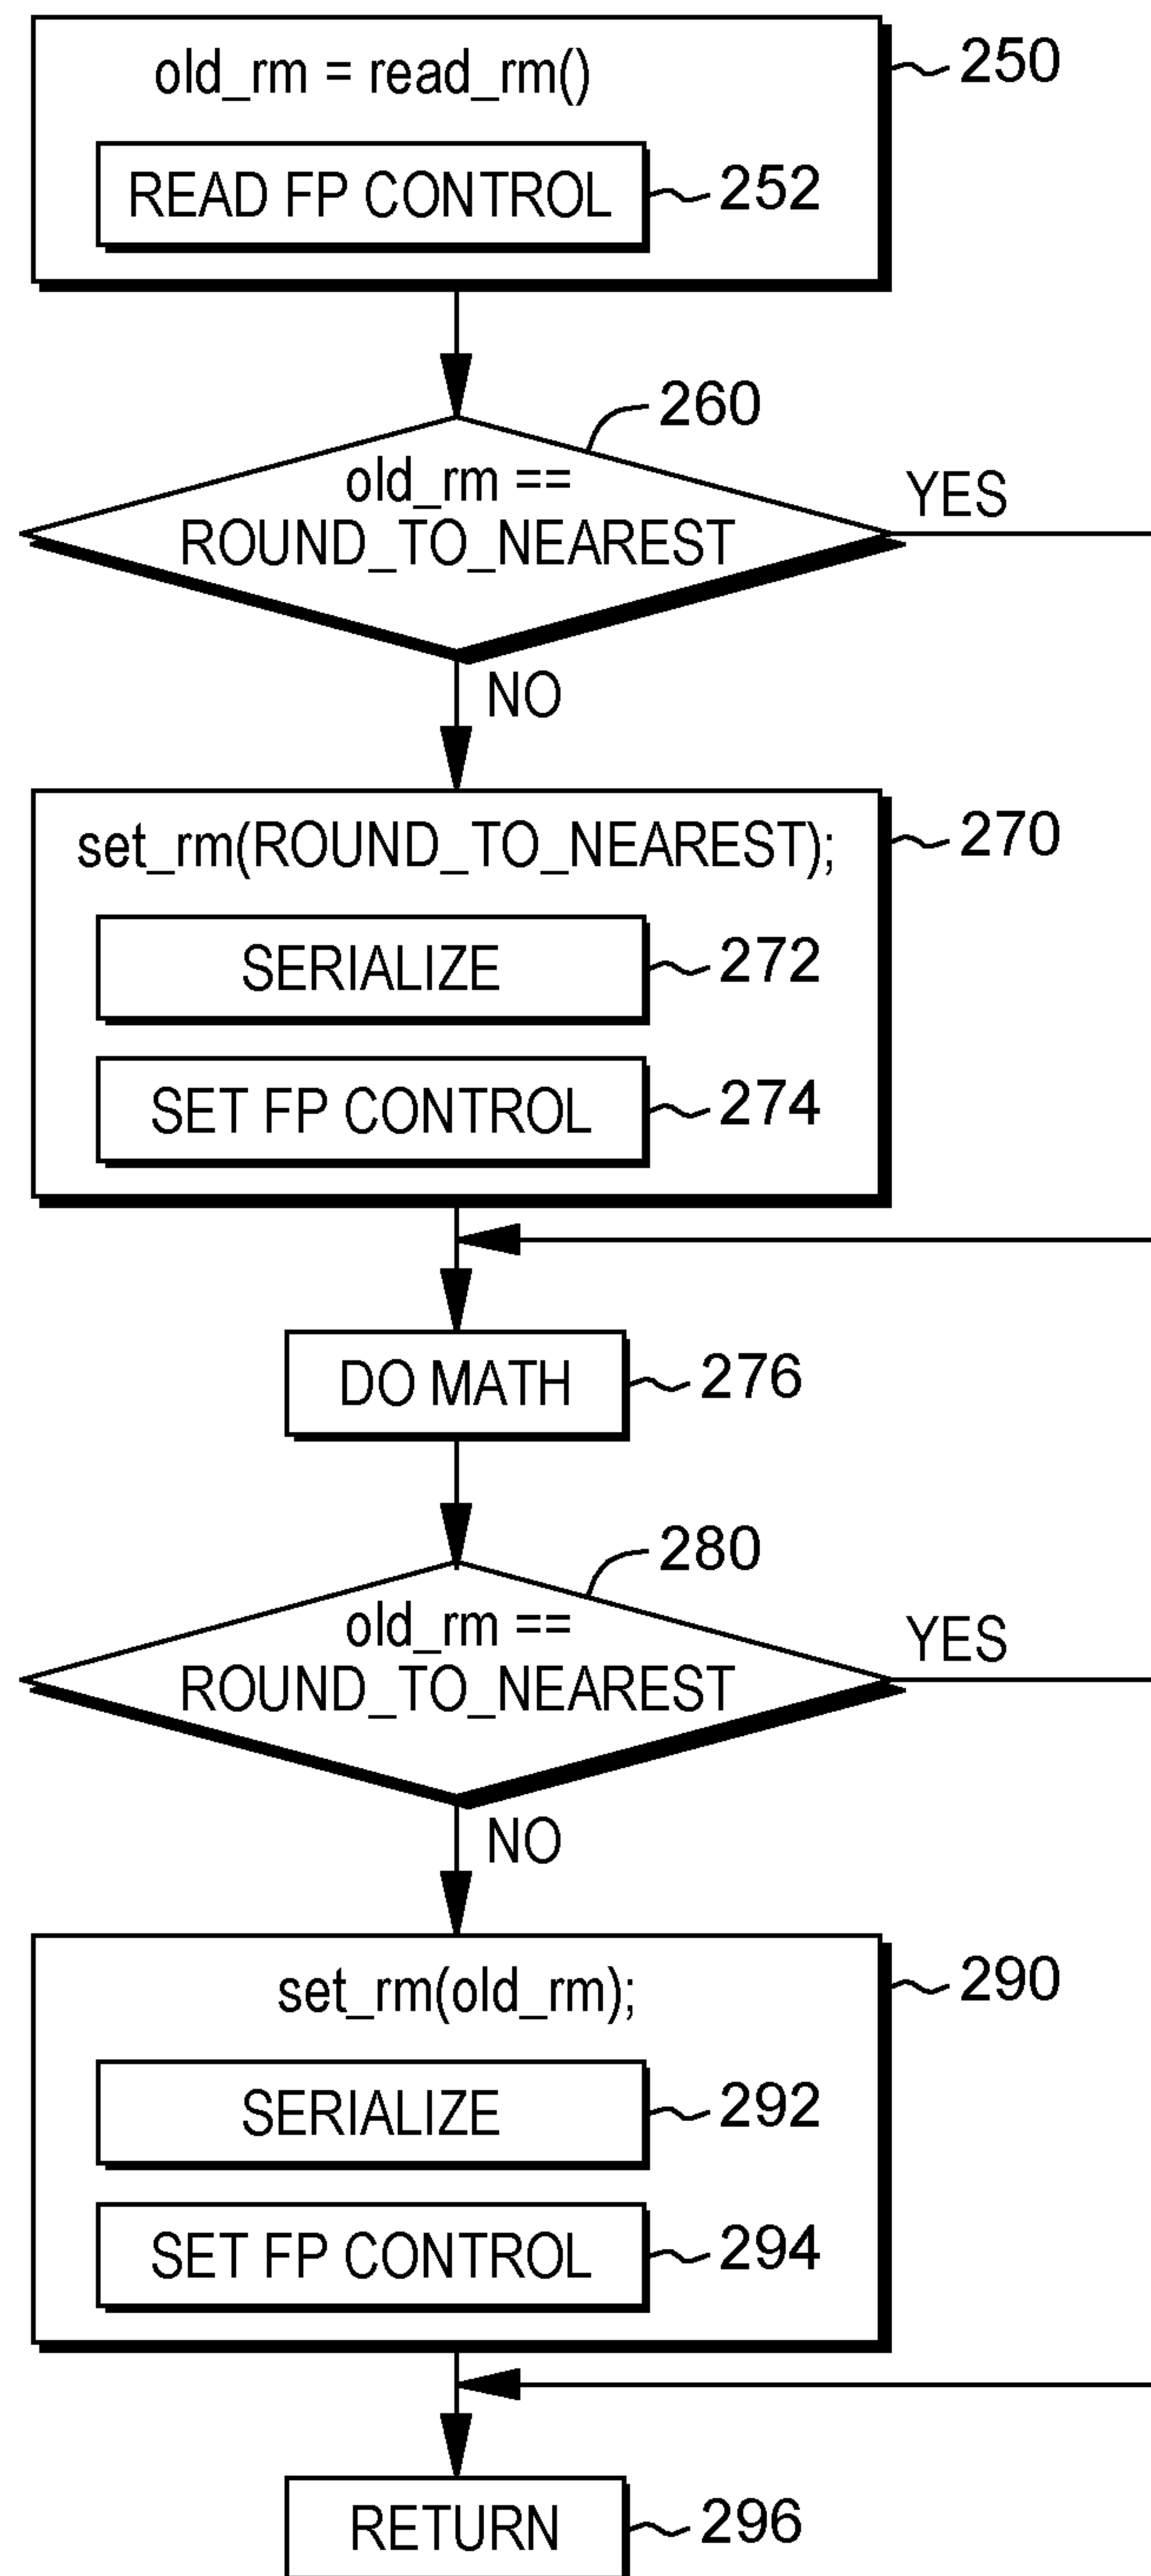 old_rm = read_rm()
250
READ FP CONTROL
252
260
old_rm ==
ROUND_TO_NEAREST
YES
NO
set_rm(ROUND_TO_NEAREST);
270
SERIALIZE
272
SET FP CONTROL
274
DO MATH
276
280
old_rm ==
ROUND_TO_NEAREST
YES
NO
set_rm(old_rm);
290
SERIALIZE
292
SET FP CONTROL
294
RETURN
296